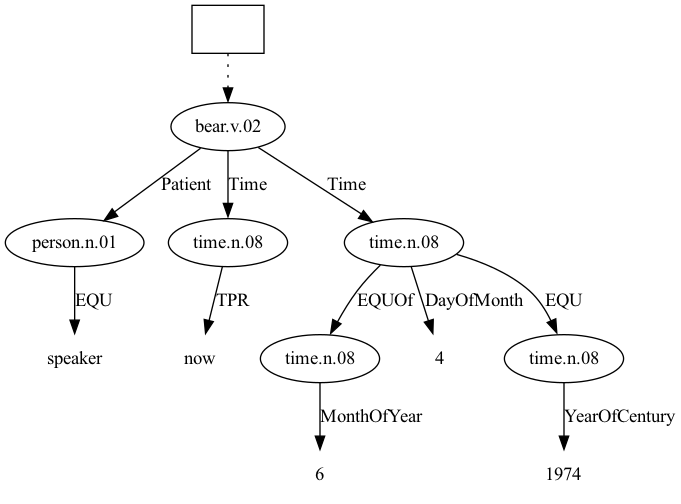 bear.v.02
Patient Time Time
person.n.01 time.n.08 time.n.08
EQU TPR EQUOf DayOfMonth EQU
speaker now time.n.08 4 time.n.08
MonthOfYear YearOfCentury
6 1974